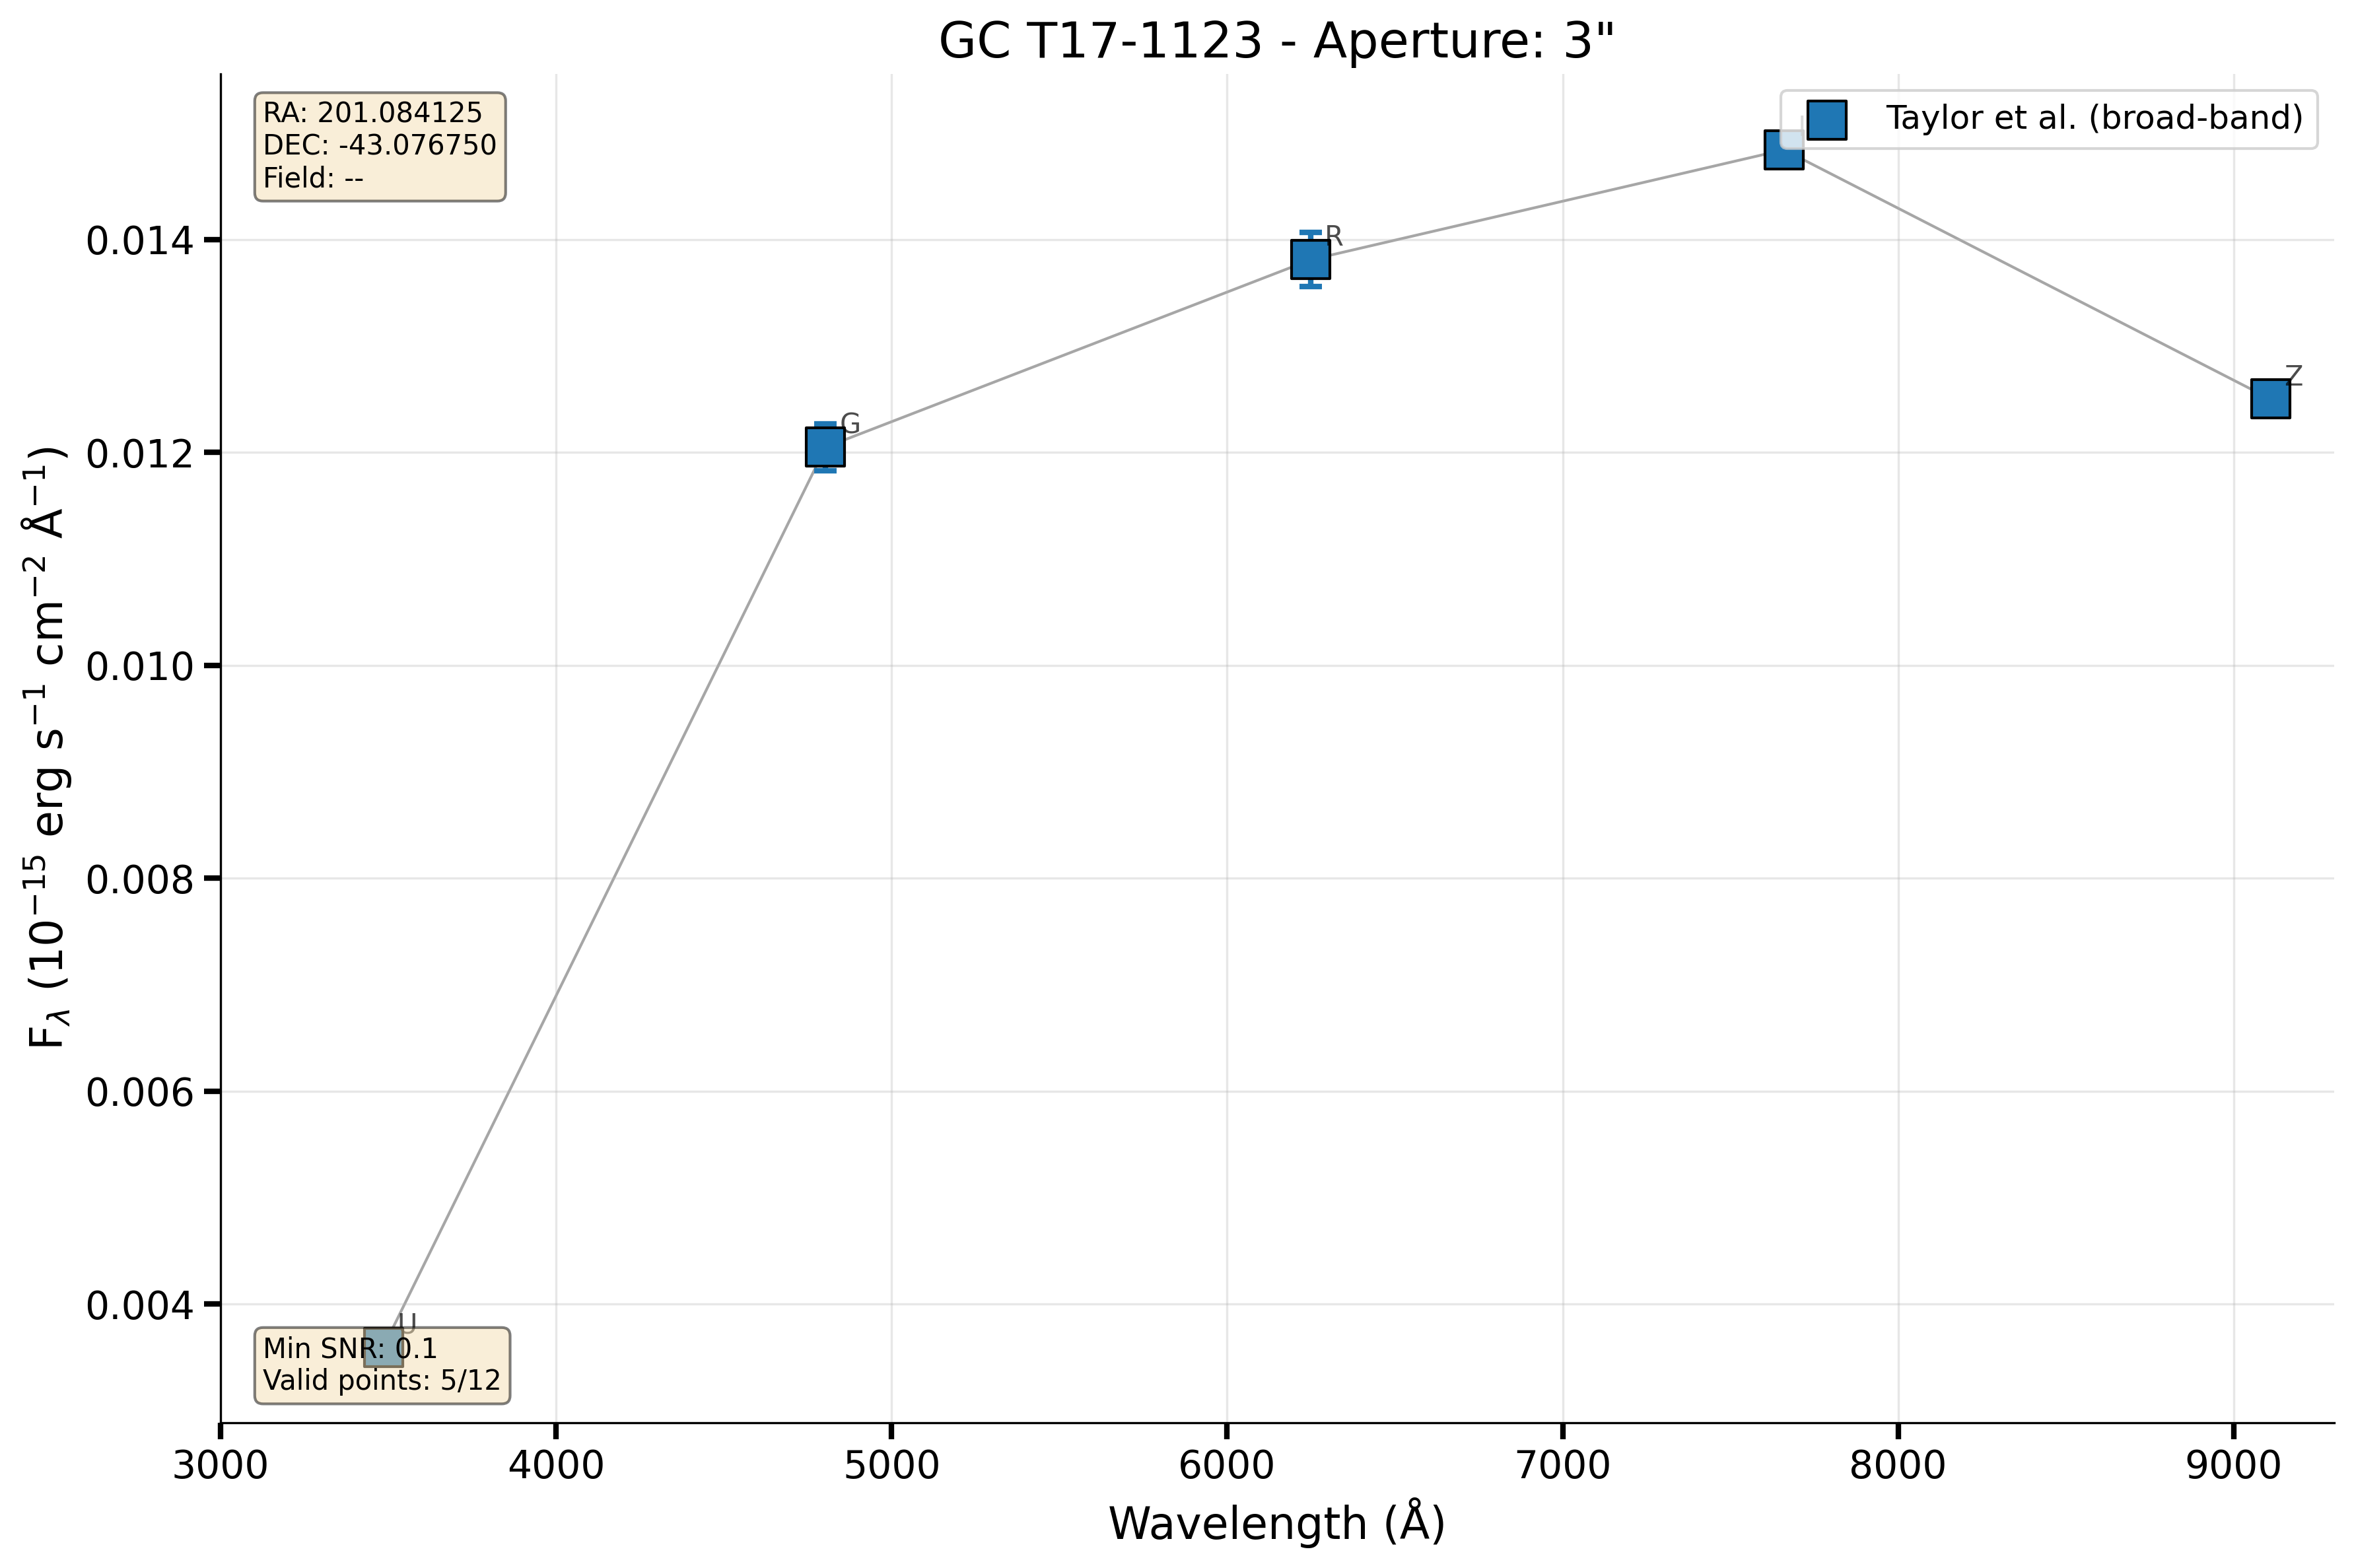 GC T17-1123 - Aperture: 3"
RA: 201.084125
DEC: -43.076750
Field: --
Taylor et al. (broad-band)
I
R
G
Z
U
Min SNR: 0.1
Valid points: 5/12
0.014
0.012
0.010
0.008
0.006
0.004
Fλ (10⁻¹⁵ erg s⁻¹ cm⁻² Å⁻¹)
3000 4000 5000 6000 7000 8000 9000
Wavelength (Å)